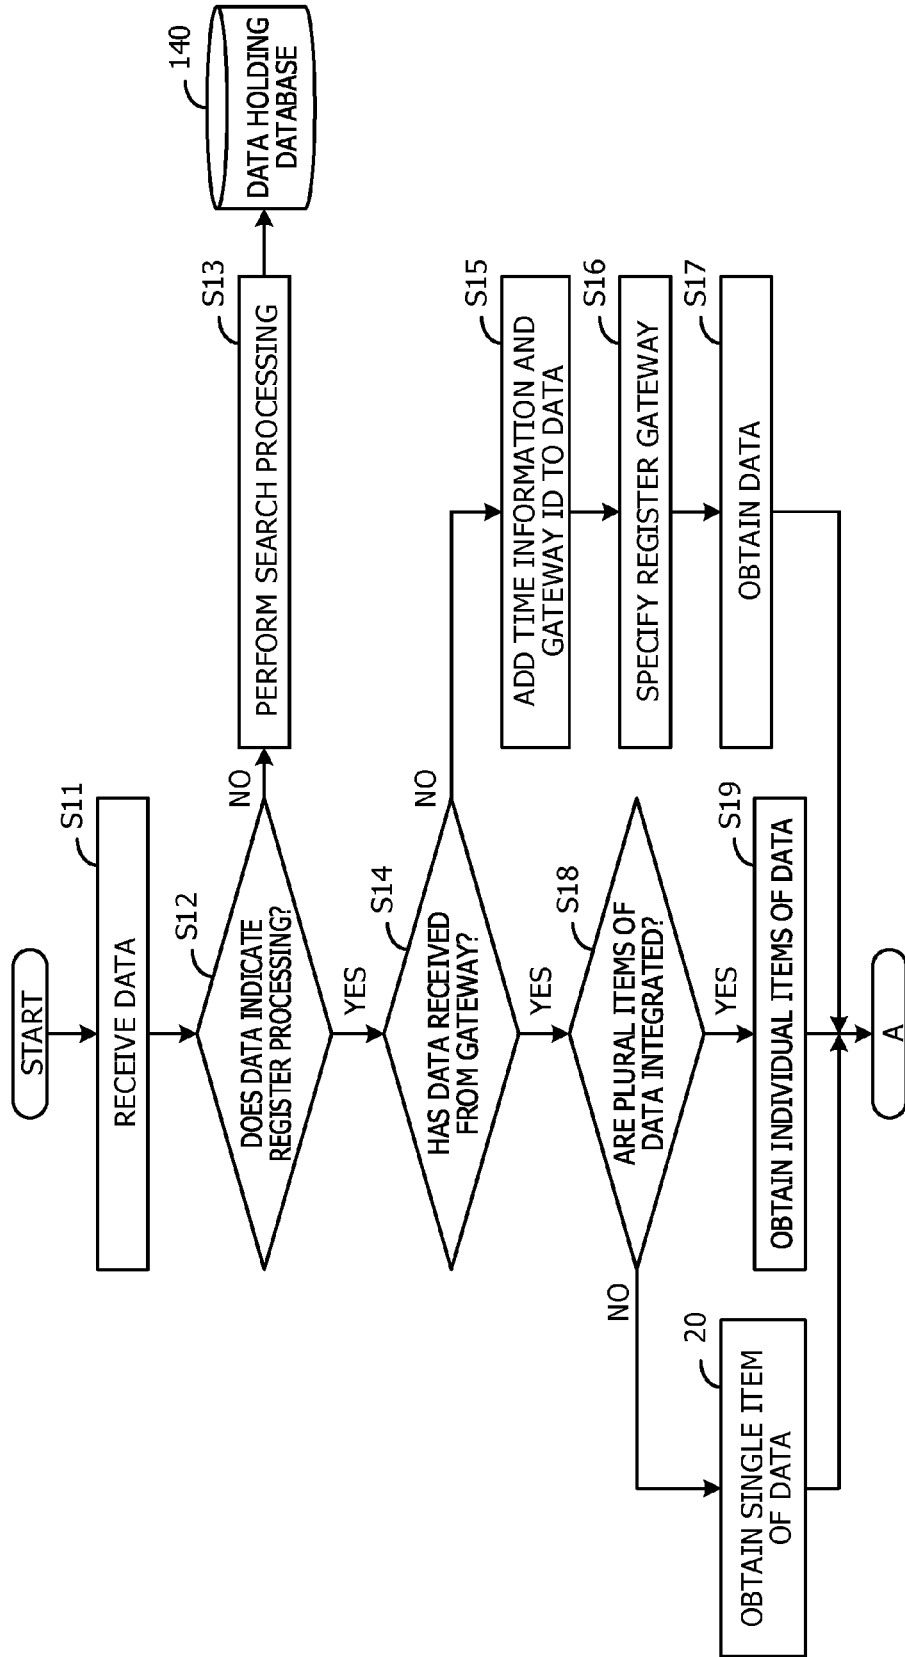 START
S11
RECEIVE DATA
S12
DOES DATA INDICATE
REGISTER PROCESSING?
NO
S13
PERFORM SEARCH PROCESSING
140
DATA HOLDING
DATABASE
YES
S14
HAS DATA RECEIVED
FROM GATEWAY?
NO
S15
ADD TIME INFORMATION AND
GATEWAY ID TO DATA
S16
SPECIFY REGISTER GATEWAY
S17
OBTAIN DATA
YES
S18
ARE PLURAL ITEMS OF
DATA INTEGRATED?
YES
S19
OBTAIN INDIVIDUAL ITEMS OF DATA
NO
20
OBTAIN SINGLE ITEM
OF DATA
A